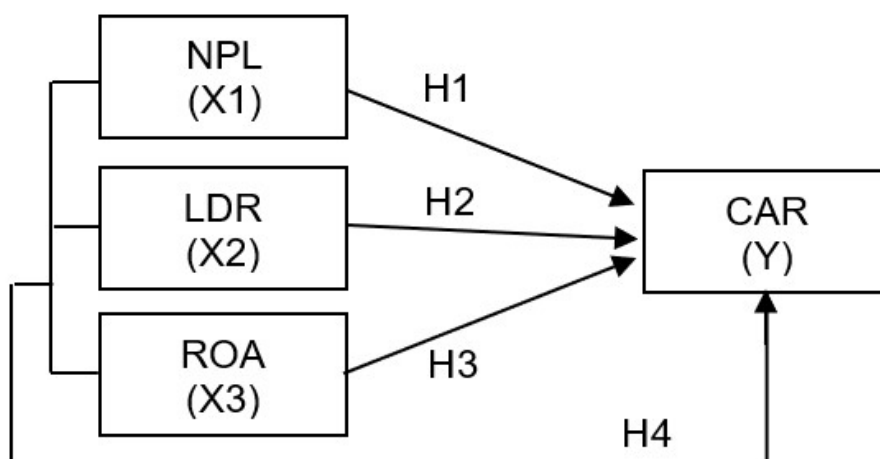 NPL
(X1)
H1
LDR
(X2)
H2
CAR
(Y)
ROA
(X3)
H3
H4